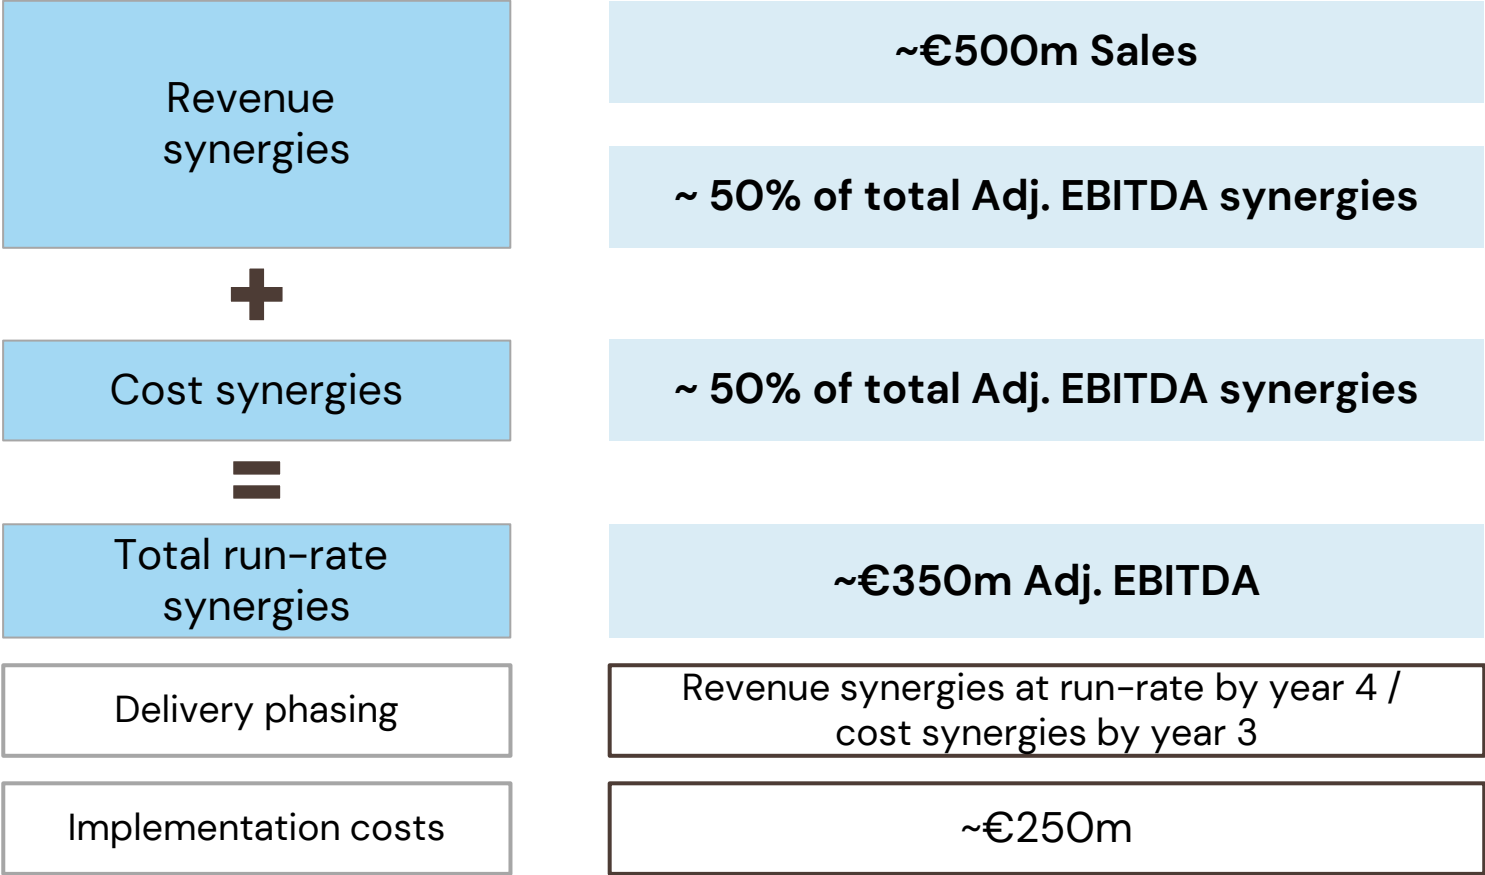 Revenue
synergies
~€500m Sales
~ 50% of total Adj. EBITDA synergies
+
Cost synergies
~ 50% of total Adj. EBITDA synergies
=
Total run-rate
synergies
~€350m Adj. EBITDA
Delivery phasing
Revenue synergies at run-rate by year 4 /
cost synergies by year 3
Implementation costs
~€250m